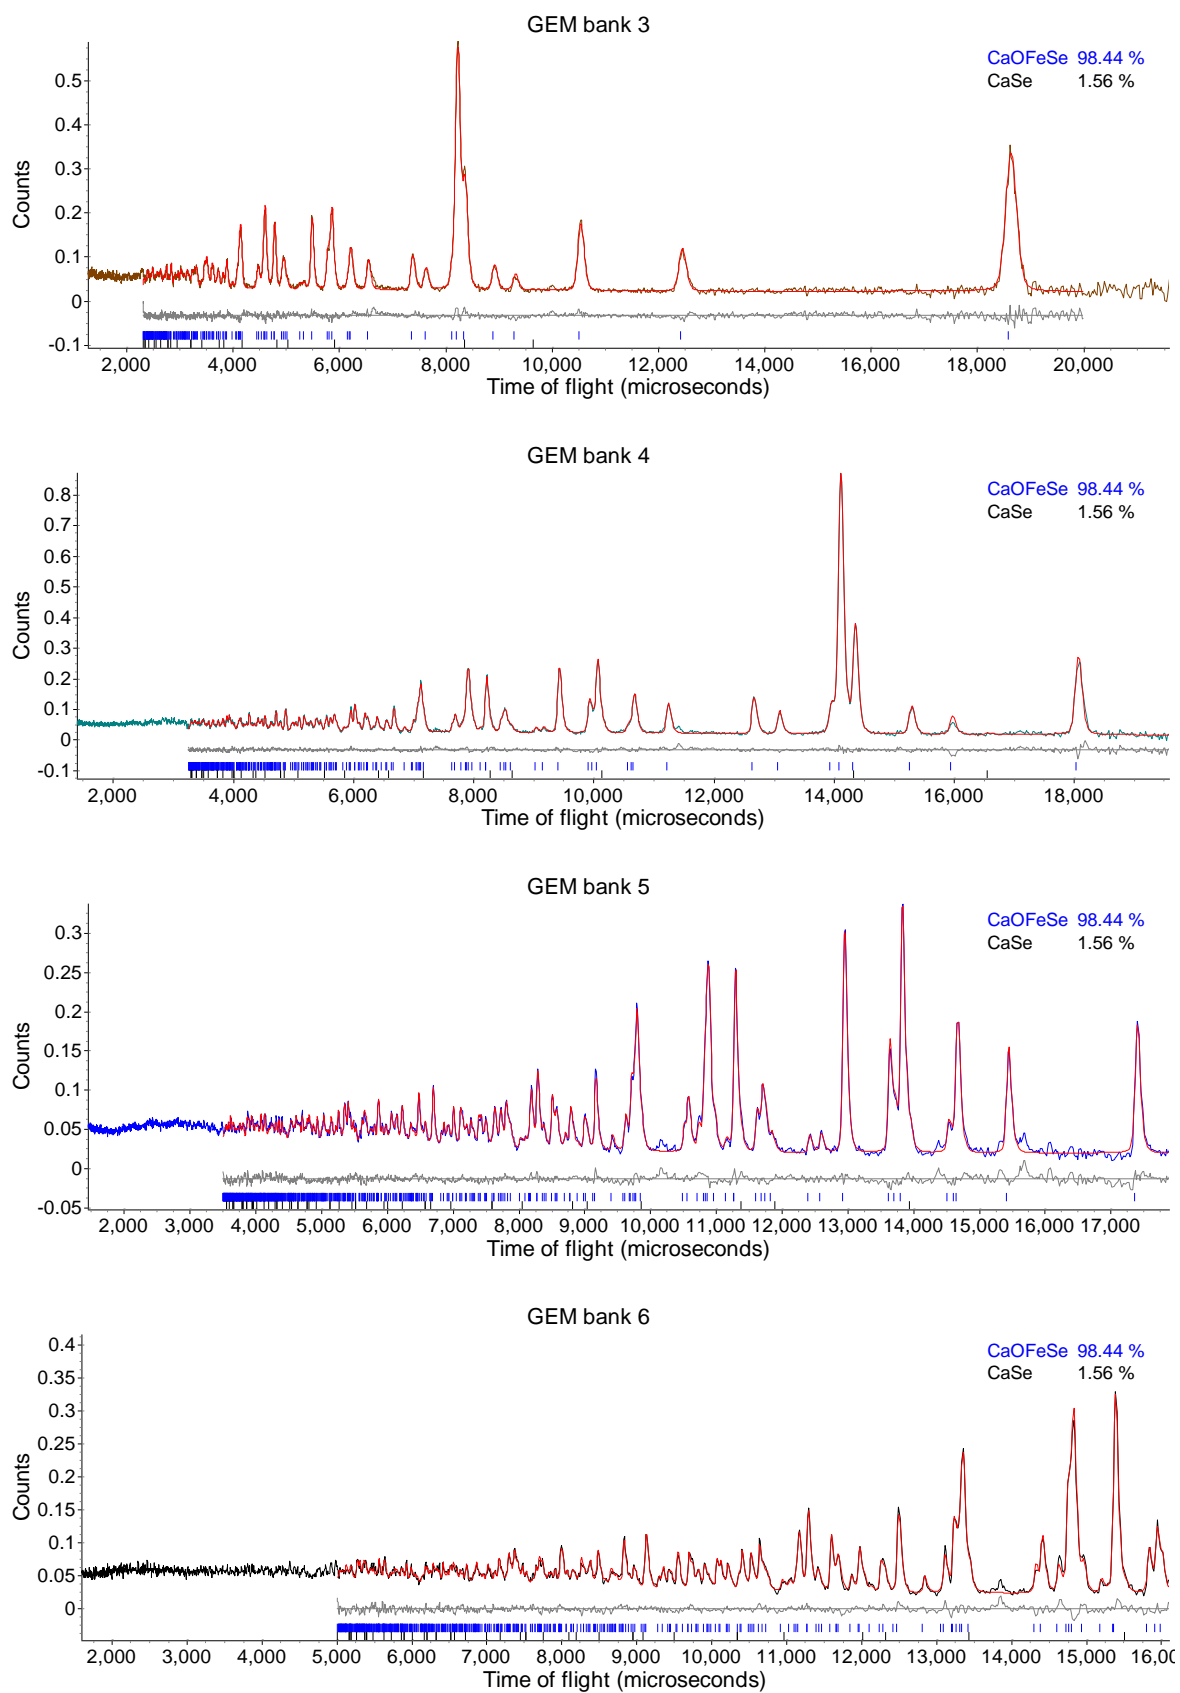 GEM bank 3
CaOFeSe 98.44 %
CaSe 1.56 %
Counts
0.5
0.4
0.3
0.2
0.1
0
-0.1
2,000 4,000 6,000 8,000 10,000 12,000 14,000 16,000 18,000 20,000
Time of flight (microseconds)
GEM bank 4
CaOFeSe 98.44 %
CaSe 1.56 %
Counts
0.8
0.7
0.6
0.5
0.4
0.3
0.2
0.1
0
-0.1
2,000 4,000 6,000 8,000 10,000 12,000 14,000 16,000 18,000
Time of flight (microseconds)
GEM bank 5
CaOFeSe 98.44 %
CaSe 1.56 %
Counts
0.3
0.25
0.2
0.15
0.1
0.05
0
-0.05
2,000 3,000 4,000 5,000 6,000 7,000 8,000 9,000 10,000 11,000 12,000 13,000 14,000 15,000 16,000 17,000
Time of flight (microseconds)
GEM bank 6
CaOFeSe 98.44 %
CaSe 1.56 %
Counts
0.4
0.35
0.3
0.25
0.2
0.15
0.1
0.05
0
2,000 3,000 4,000 5,000 6,000 7,000 8,000 9,000 10,000 11,000 12,000 13,000 14,000 15,000 16,00
Time of flight (microseconds)